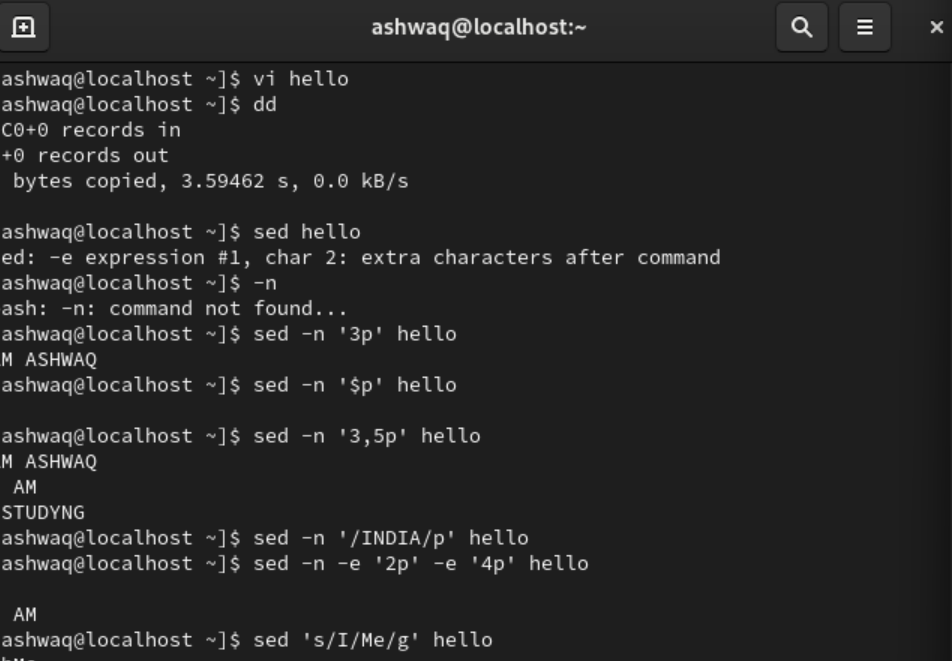 ashwaq@localhost:~
ashwaq@localhost ~]$ vi hello
ashwaq@localhost ~]$ dd
C0+0 records in
+0 records out
bytes copied, 3.59462 s, 0.0 kB/s
ashwaq@localhost ~]$ sed hello
ed: -e expression #1, char 2: extra characters after command
ashwaq@localhost ~]$ -n
ash: -n: command not found...
ashwaq@localhost ~]$ sed -n '3p' hello
M ASHWAQ
ashwaq@localhost ~]$ sed -n '$p' hello
ashwaq@localhost ~]$ sed -n '3,5p' hello
M ASHWAQ
AM
STUDYNG
ashwaq@localhost ~]$ sed -n '/INDIA/p' hello
ashwaq@localhost ~]$ sed -n -e '2p' -e '4p' hello
AM
ashwaq@localhost ~]$ sed 's/I/Me/g' hello